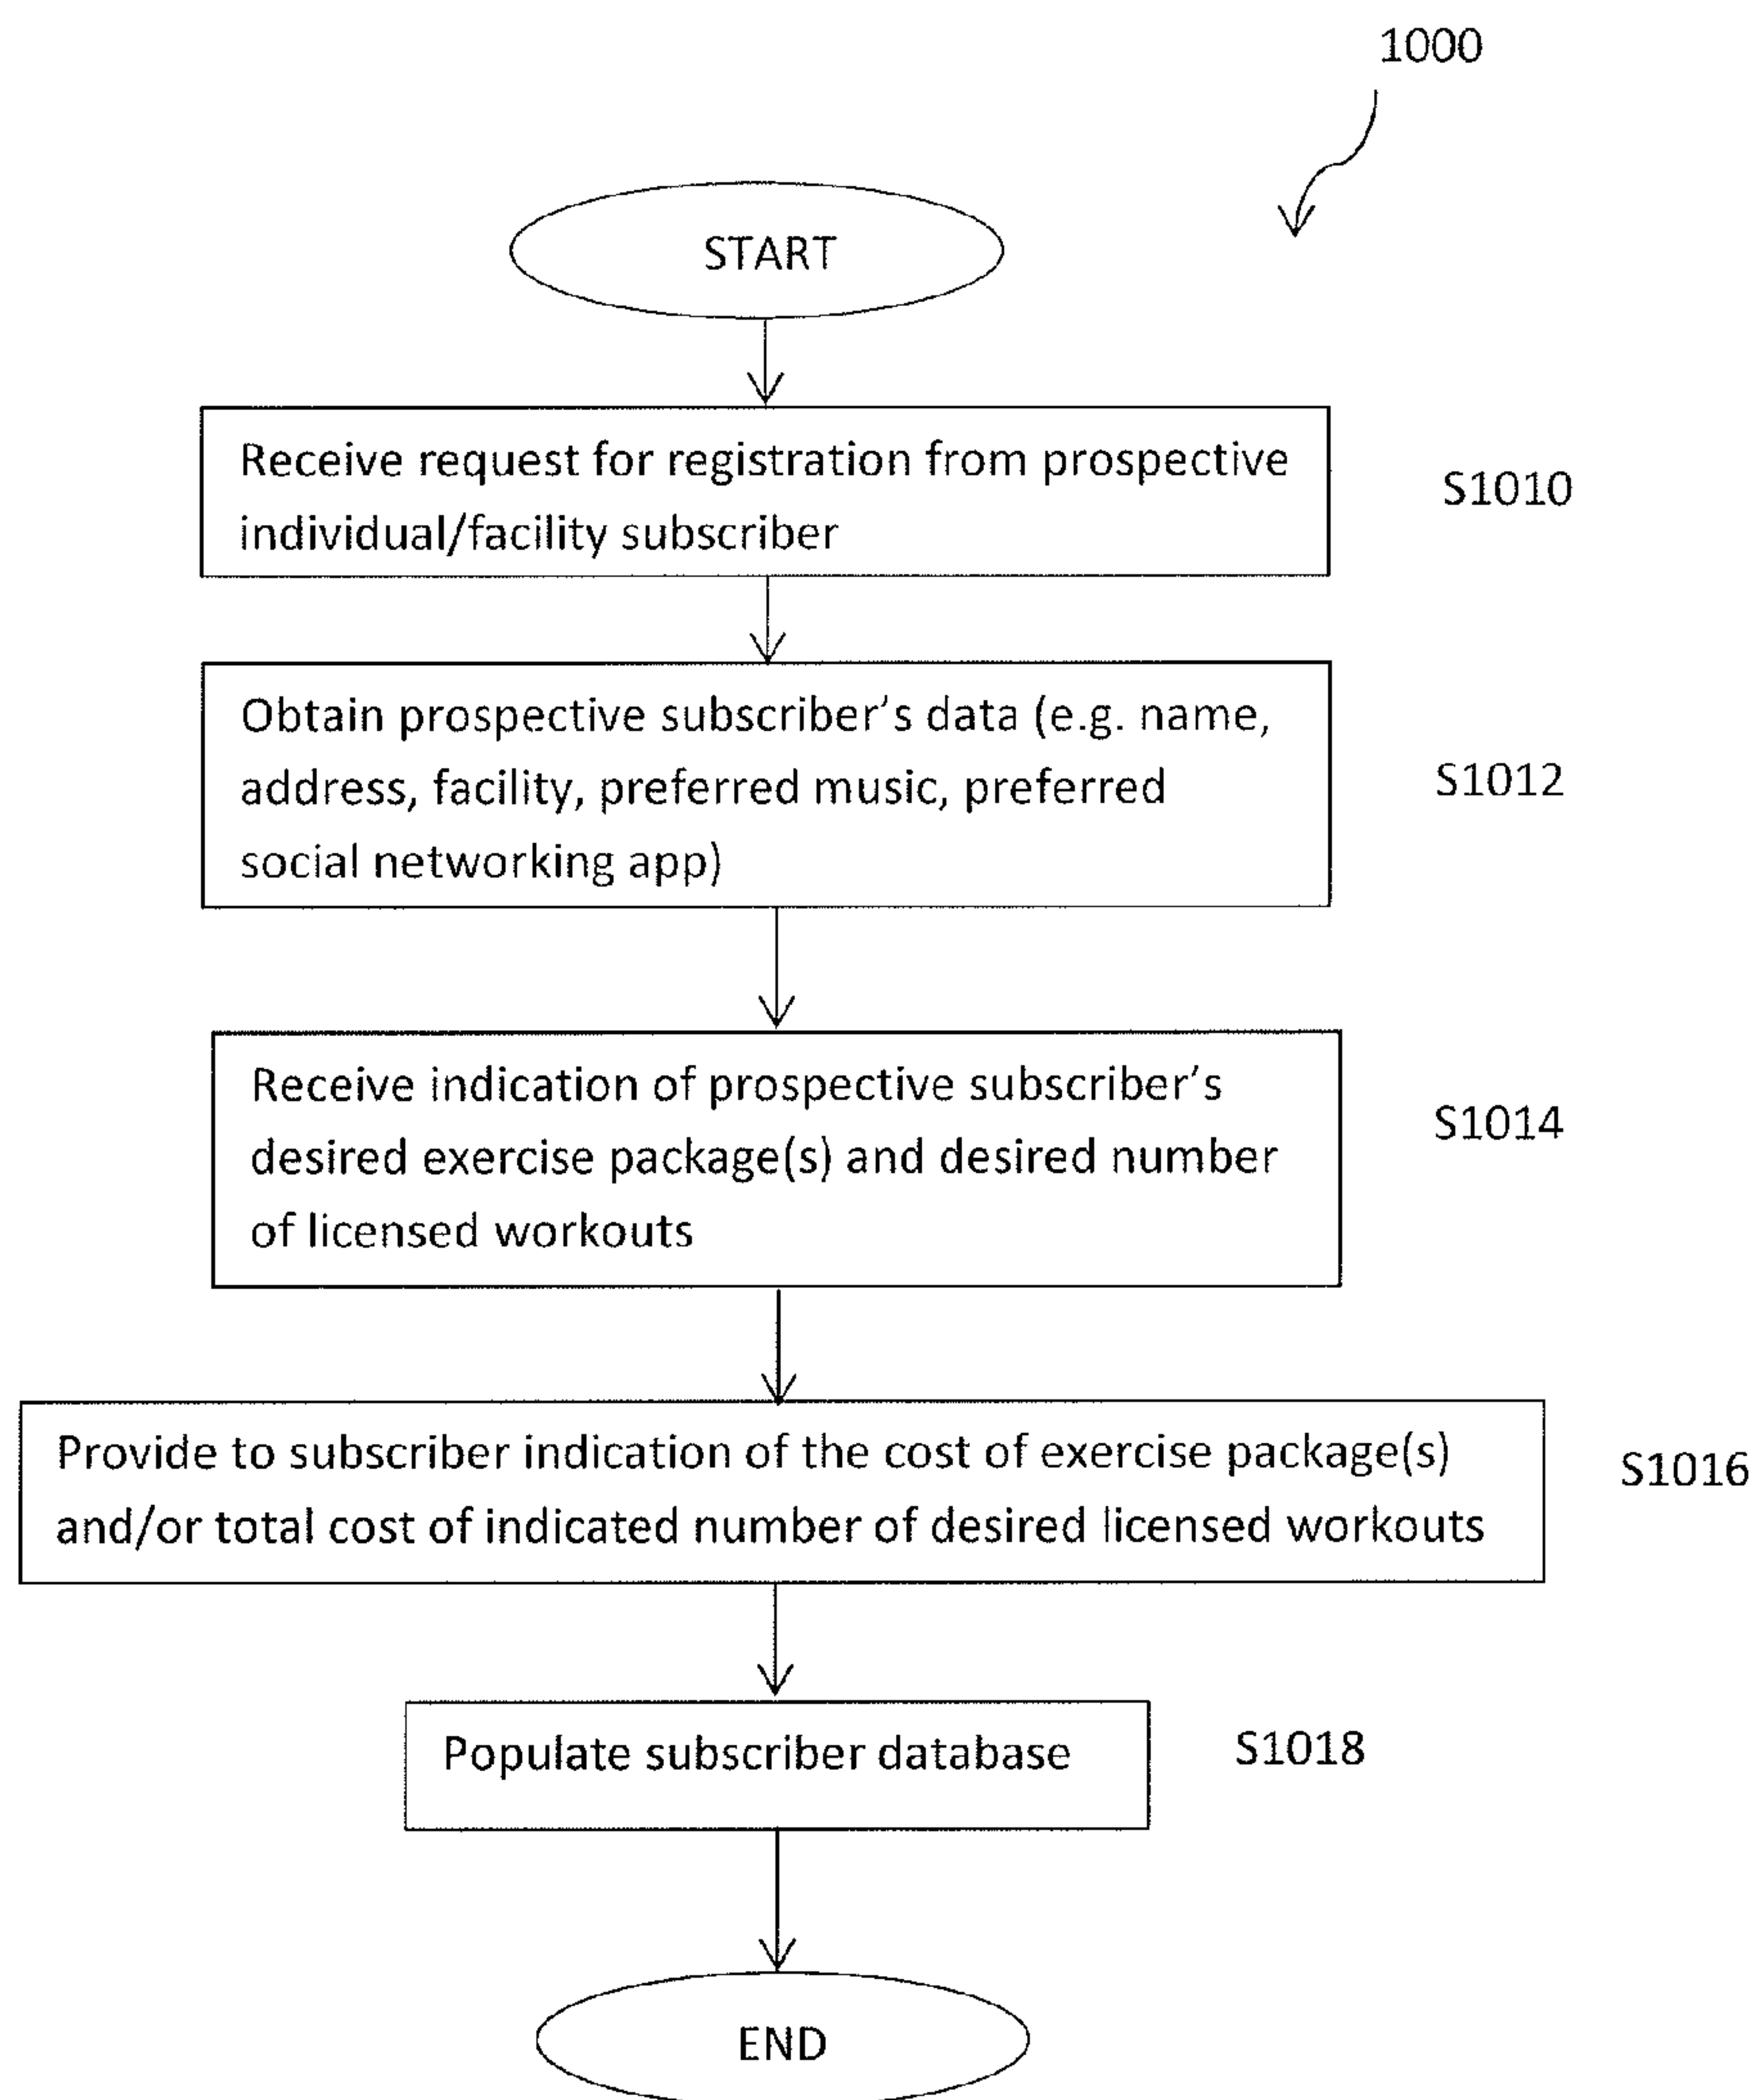 1000
START
Receive request for registration from prospective
individual/facility subscriber
S1010
Obtain prospective subscriber's data (e.g. name,
address, facility, preferred music, preferred
social networking app)
S1012
Receive indication of prospective subscriber's
desired exercise package(s) and desired number
of licensed workouts
S1014
Provide to subscriber indication of the cost of exercise package(s)
and/or total cost of indicated number of desired licensed workouts
S1016
Populate subscriber database
S1018
END